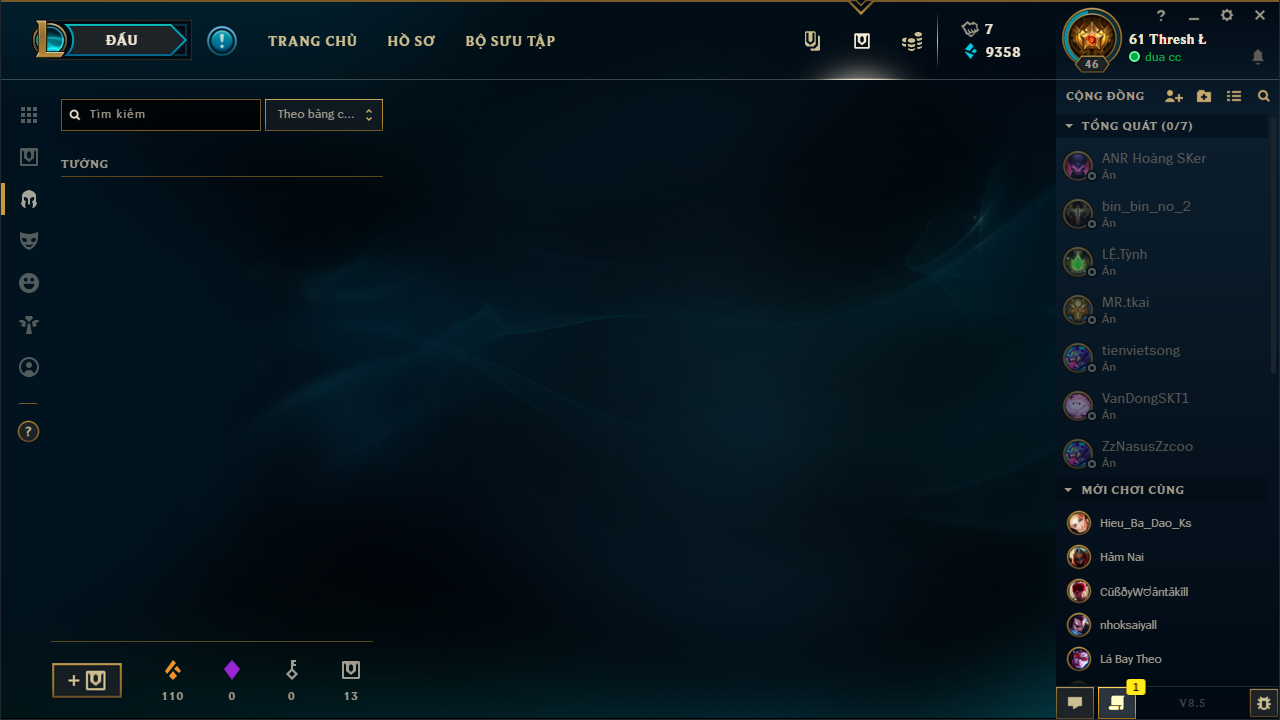 ĐẤU
TRANG CHỦ
HỒ SƠ
BỘ SƯU TẬP
7
9358
46
61 Thresh Ł
dua cc
CỘNG ĐỒNG
Tìm kiếm
Theo bảng c...
TƯỚNG
TỔNG QUÁT (0/7)
ANR Hoàng SKer
Ẩn
bin_bin_no_2
Ẩn
LỆ.Tỳnh
Ẩn
MR.tkai
Ẩn
tienvietsong
Ẩn
VanDongSKT1
Ẩn
ZzNasusZzcoo
Ẩn
MỚI CHƠI CÙNG
Hieu_Ba_Dao_Ks
Hàm Nai
nhoksaiyall
Lá Bay Theo
110
0
0
13
1
V8.5